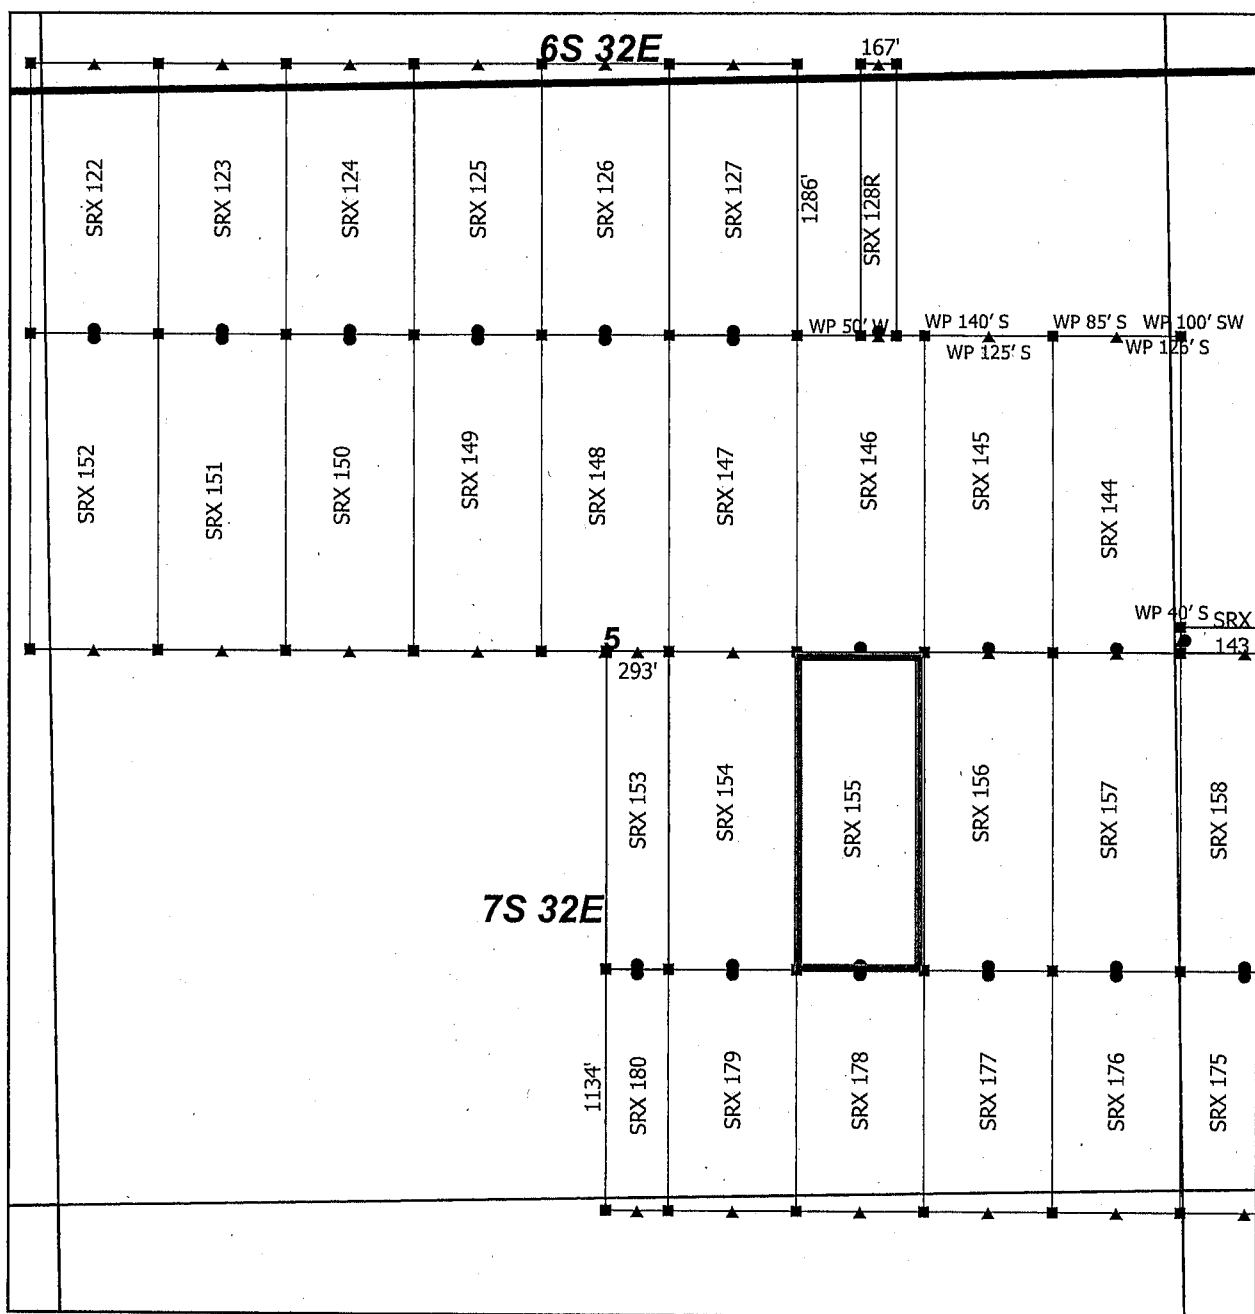 6S 32E
167'
SRX 122
SRX 123
SRX 124
SRX 125
SRX 126
SRX 127
1286'
SRX 128R
WP 50' W
WP 140' S
WP 85' S
WP 100' SW
WP 125' S
WP 126' S
SRX 152
SRX 151
SRX 150
SRX 149
SRX 148
SRX 147
SRX 146
SRX 145
SRX 144
WP 40' S
SRX
143
5
293'
SRX 153
SRX 154
SRX 155
SRX 156
SRX 157
SRX 158
7S 32E
1134'
SRX 180
SRX 179
SRX 178
SRX 177
SRX 176
SRX 175